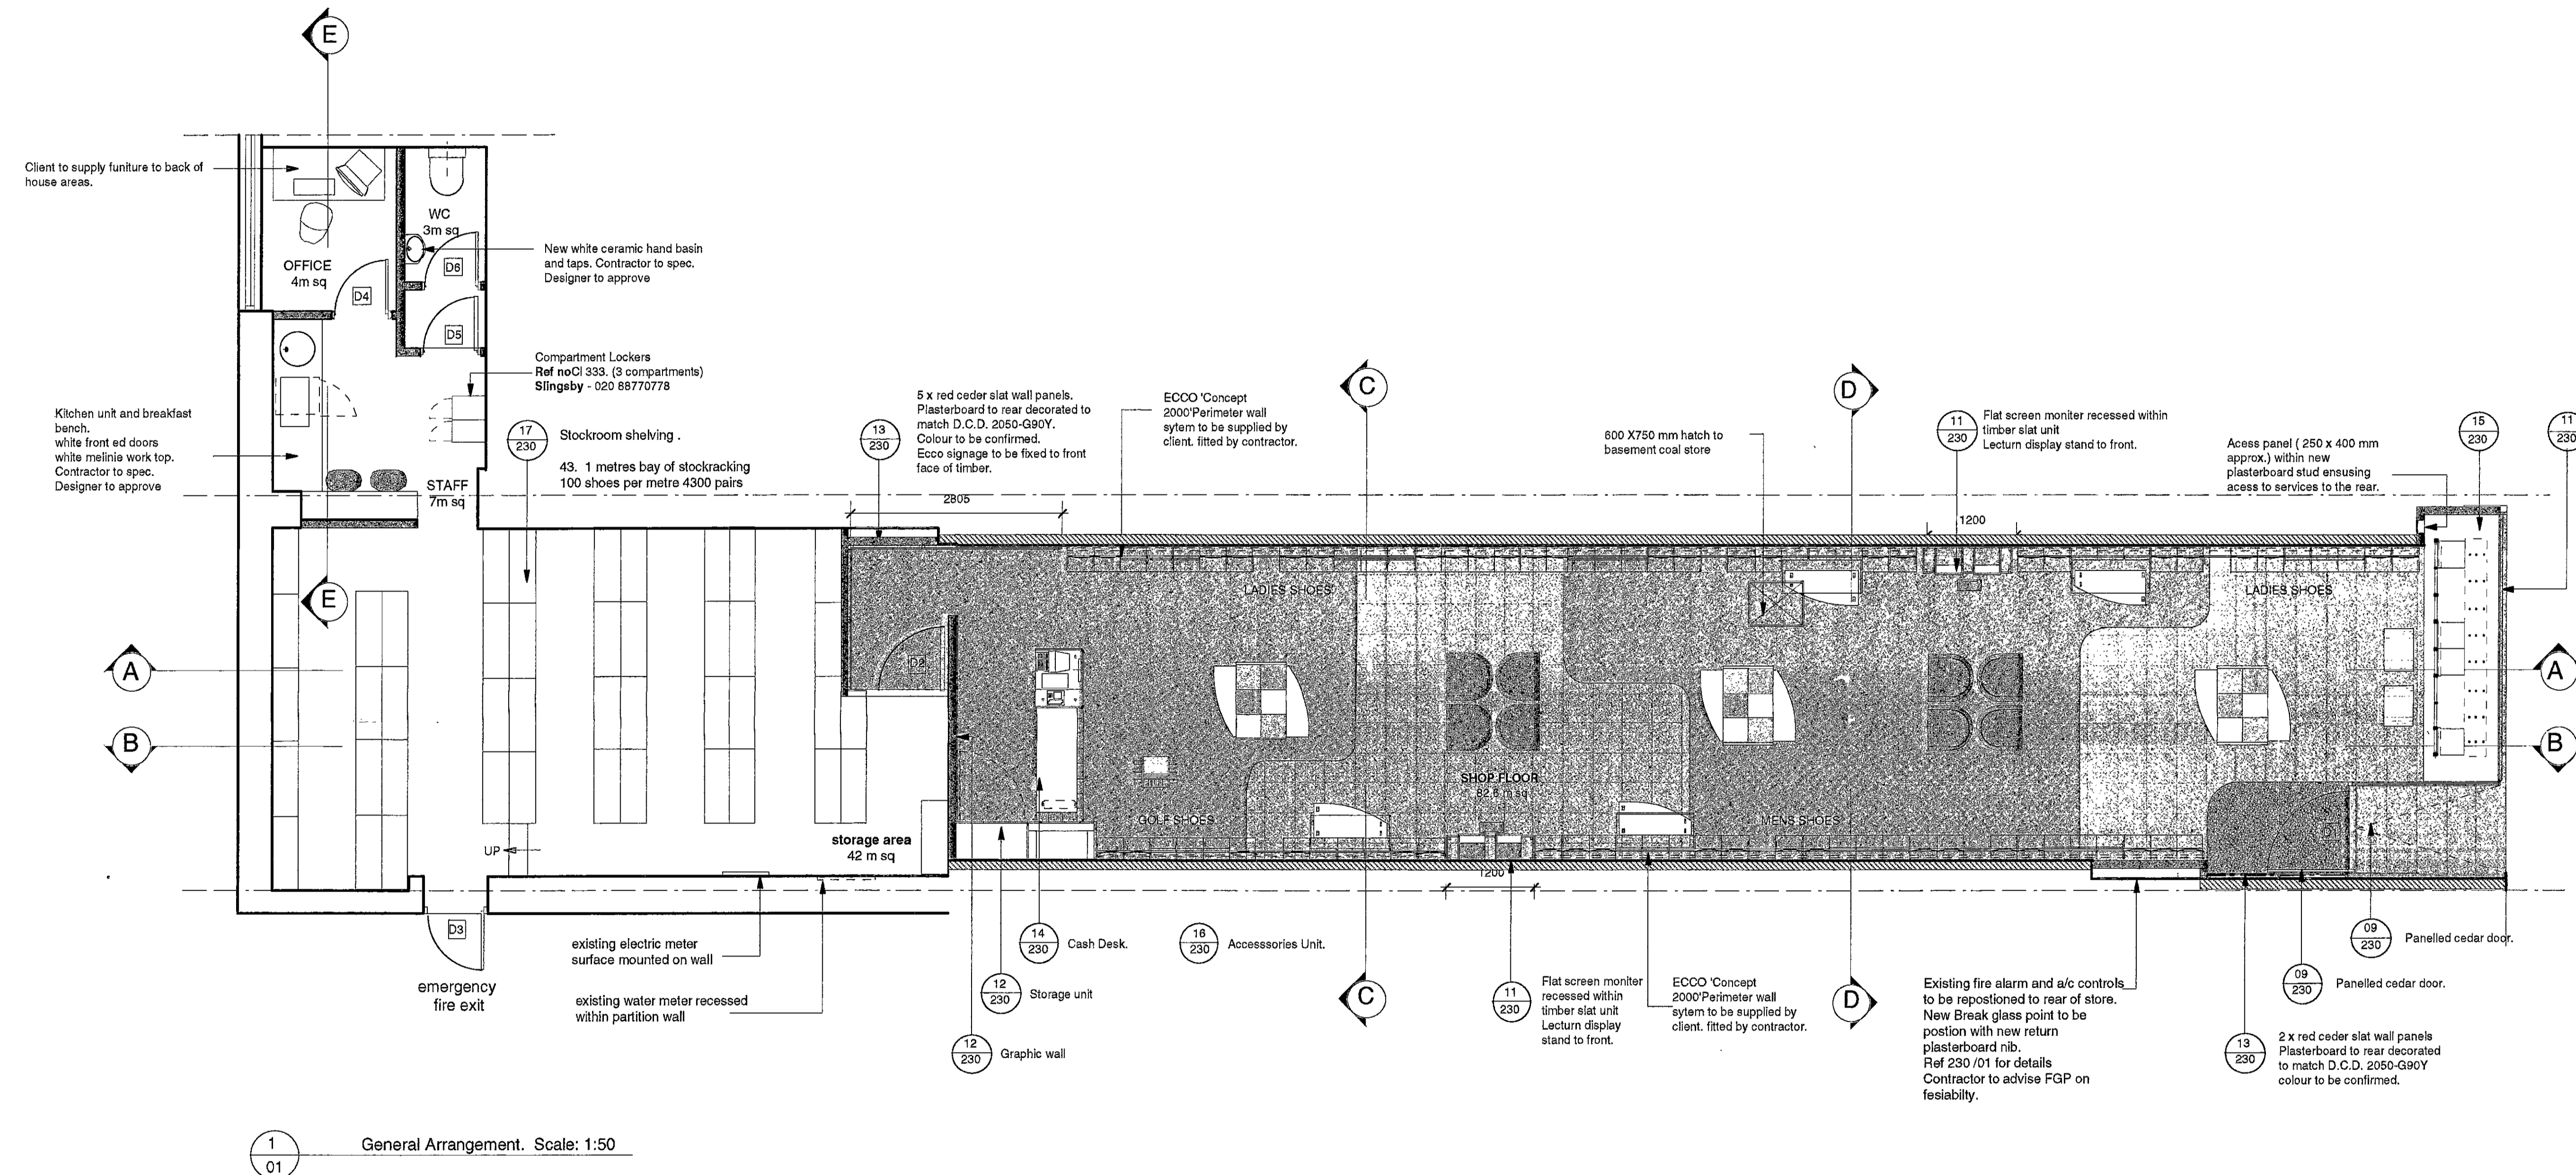 E
Client to supply funiture to back of
house areas.
WC
3m sq
OFFICE
4m sq
D4
D6
D5
New white ceramic hand basin
and taps. Contractor to spec.
Designer to approve
Compartment Lockers
Ref noCl 333. (3 compartments)
Slingsby - 020 88770778
Kitchen unit and breakfast
bench.
white front ed doors
white melinie work top.
Contractor to spec.
Designer to approve
STAFF
7m sq
17
230
Stockroom shelving .
43. 1 metres bay of stockracking
100 shoes per metre 4300 pairs
13
230
5 x red ceder slat wall panels.
Plasterboard to rear decorated to
match D.C.D. 2050-G90Y.
Colour to be confirmed.
Ecco signage to be fixed to front
face of timber.
2805
ECCO 'Concept
2000'Perimeter wall
sytem to be supplied by
client. fitted by contractor.
C
600 X750 mm hatch to
basement coal store
D
11
230
Flat screen moniter recessed within
timber slat unit
Lecturn display stand to front.
1200
Acess panel ( 250 x 400 mm
approx.) within new
plasterboard stud ensusing
acess to services to the rear.
15
230
11
230
E
A
B
LADIES SHOES
LADIES SHOES
D2
A
B
SHOP FLOOR
82.6 m sq
GOLF SHOES
MENS SHOES
UP
storage area
42 m sq
1200
D3
emergency
fire exit
existing electric meter
surface mounted on wall
existing water meter recessed
within partition wall
14
230
Cash Desk.
16
230
Accesssories Unit.
12
230
Storage unit
12
230
Graphic wall
C
11
230
Flat screen moniter
recessed within
timber slat unit
Lecturn display
stand to front.
ECCO 'Concept
2000'Perimeter wall
sytem to be supplied by
client. fitted by contractor.
D
Existing fire alarm and a/c controls
to be repostioned to rear of store.
New Break glass point to be
postion with new return
plasterboard nib.
Ref 230 /01 for details
Contractor to advise FGP on
fesiabilty.
09
230
Panelled cedar door.
09
230
Panelled cedar door.
13
230
2 x red ceder slat wall panels
Plasterboard to rear decorated
to match D.C.D. 2050-G90Y
colour to be confirmed.
1
01
General Arrangement. Scale: 1:50